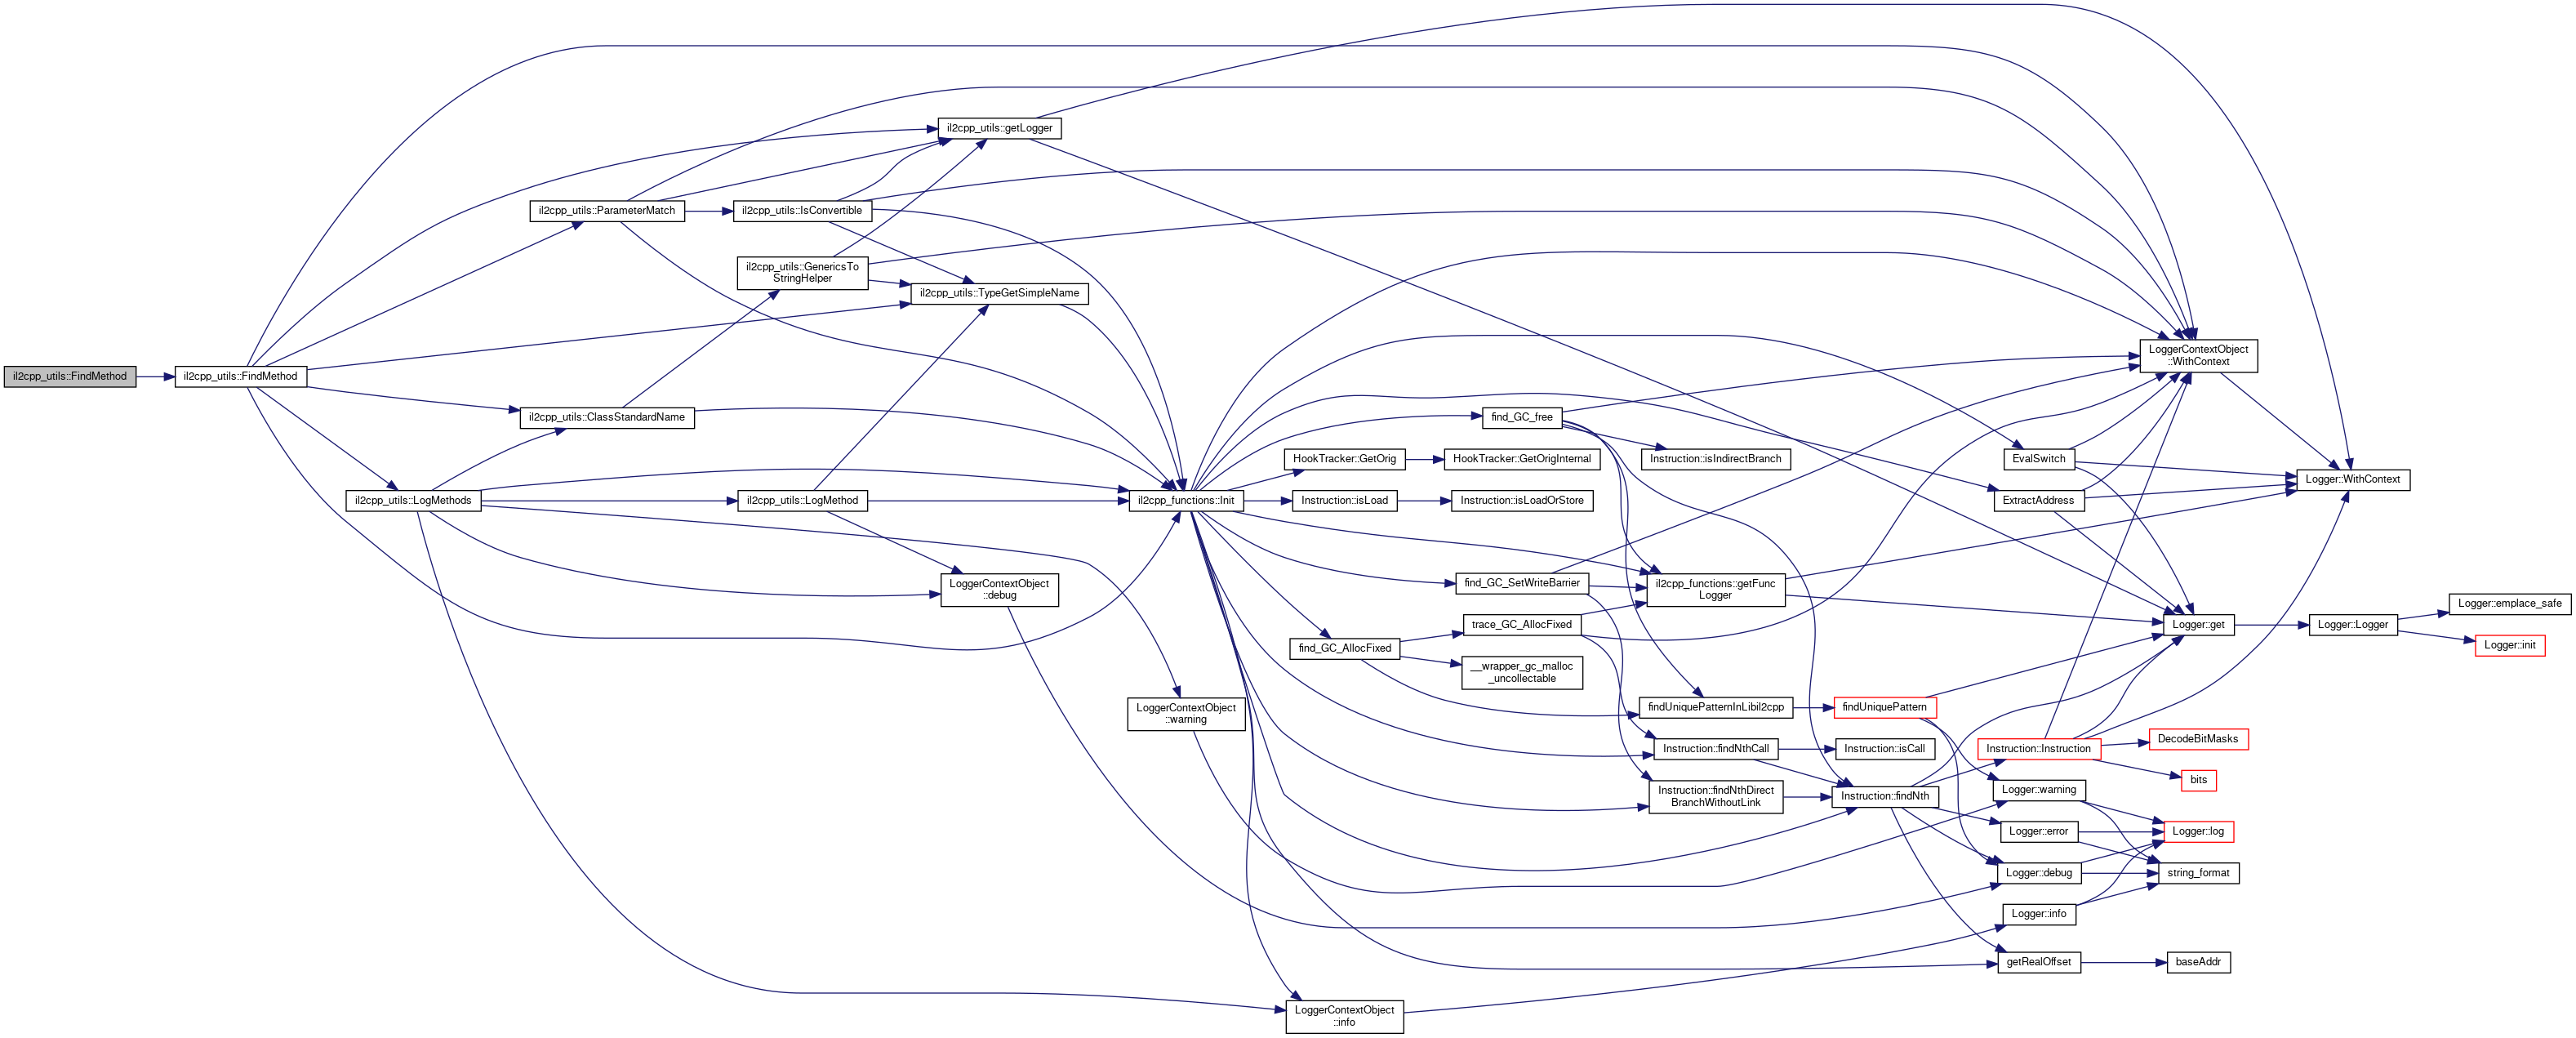 il2cpp_utils::FindMethod
il2cpp_utils::FindMethod
il2cpp_utils::getLogger
il2cpp_utils::ParameterMatch
il2cpp_utils::IsConvertible
il2cpp_utils::GenericsTo
StringHelper
il2cpp_utils::TypeGetSimpleName
il2cpp_utils::ClassStandardName
il2cpp_utils::LogMethods
il2cpp_utils::LogMethod
LoggerContextObject
::debug
LoggerContextObject
::warning
LoggerContextObject
::info
il2cpp_functions::Init
find_GC_free
HookTracker::GetOrig
HookTracker::GetOrigInternal
Instruction::isLoad
Instruction::isLoadOrStore
Instruction::isIndirectBranch
find_GC_SetWriteBarrier
il2cpp_functions::getFunc
Logger
find_GC_AllocFixed
trace_GC_AllocFixed
__wrapper_gc_malloc
_uncollectable
findUniquePatternInLibil2cpp
findUniquePattern
Instruction::findNthCall
Instruction::isCall
Instruction::findNthDirect
BranchWithoutLink
Instruction::findNth
LoggerContextObject
::WithContext
EvalSwitch
ExtractAddress
Logger::WithContext
Logger::get
Logger::Logger
Logger::emplace_safe
Logger::init
Instruction::Instruction
DecodeBitMasks
bits
Logger::warning
Logger::error
Logger::log
Logger::debug
string_format
Logger::info
getRealOffset
baseAddr